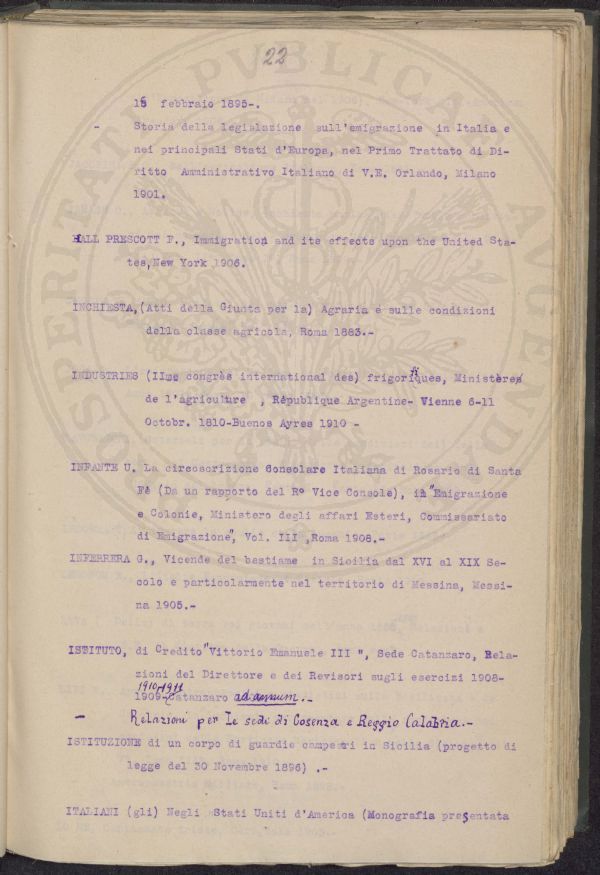 22
15 febbraio 1895-.
- Storia della legislazione sull'emigrazione in Italia e
nei principali Stati d'Europa, nel Primo Trattato di Di-
ritto Amministrativo Italiano di V.E. Orlando, Milano
1901.
HALL PRESCOTT F., Immigration and its effects upon the United Sta-
tes, New York 1906.
INCHIESTA, (Atti della Giunta per la) Agraria e sulle condizioni
della classe agricola, Roma 1883.-
INDUSTRIES (IIme congrès international des) frigorifiques, Ministères
de l'agriculture , République Argentine- Vienne 6-11
Octobr. 1810-Buenos Ayres 1910 -
INFANTE U. La circoscrizione Consolare Italiana di Rosario di Santa
Fè (Da un rapporto del R° Vice Console), in "Emigrazione
e Colonie, Ministero degli affari Esteri, Commissariato
di Emigrazione", Vol. III ,Roma 1908.-
INFERRERA G., Vicende del bestiame in Sicilia dal XVI al XIX Se-
colo e particolarmente nel territorio di Messina, Messi-
na 1905.-
ISTITUTO, di Credito "Vittorio Emanuele III ", Sede Catanzaro, Rela-
zioni del Direttore e dei Revisori sugli esercizi 1908-
1909-1910-1911 Catanzaro ad annum.-
- Relazioni per le sedi di Cosenza e Reggio Calabria.-
ISTITUZIONE di un corpo di guardie campestri in Sicilia (progetto di
legge del 30 Novembre 1896) .-
ITALIANI (gli) Negli Stati Uniti d'America (Monografia presentata